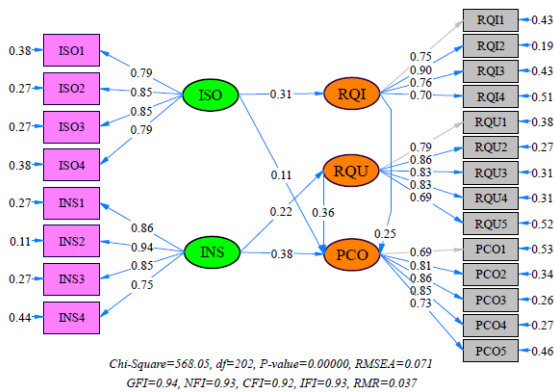 RQI1
0.43
0.38
ISO1
0.75
RQI2
0.19
0.79
0.90
0.27
ISO2
0.85
ISO
0.31
RQI
0.76
RQI3
0.43
0.70
0.27
ISO3
0.85
RQI4
0.51
0.79
RQU1
0.38
0.38
ISO4
0.79
0.11
RQU
0.86
RQU2
0.27
0.83
RQU3
0.31
0.27
INS1
0.83
RQU4
0.31
0.86
0.22
0.36
0.69
0.11
INS2
0.94
RQU5
0.52
0.25
INS
0.38
PCO
0.69
PCO1
0.53
0.27
INS3
0.85
0.81
PCO2
0.34
0.75
0.86
PCO3
0.26
0.85
0.44
INS4
0.73
PCO4
0.27
PCO5
0.46
Chi-Square=568.05, df=202, P-value=0.00000, RMSEA=0.071
GFI=0.94, NFI=0.93, CFI=0.92, IFI=0.93, RMR=0.037